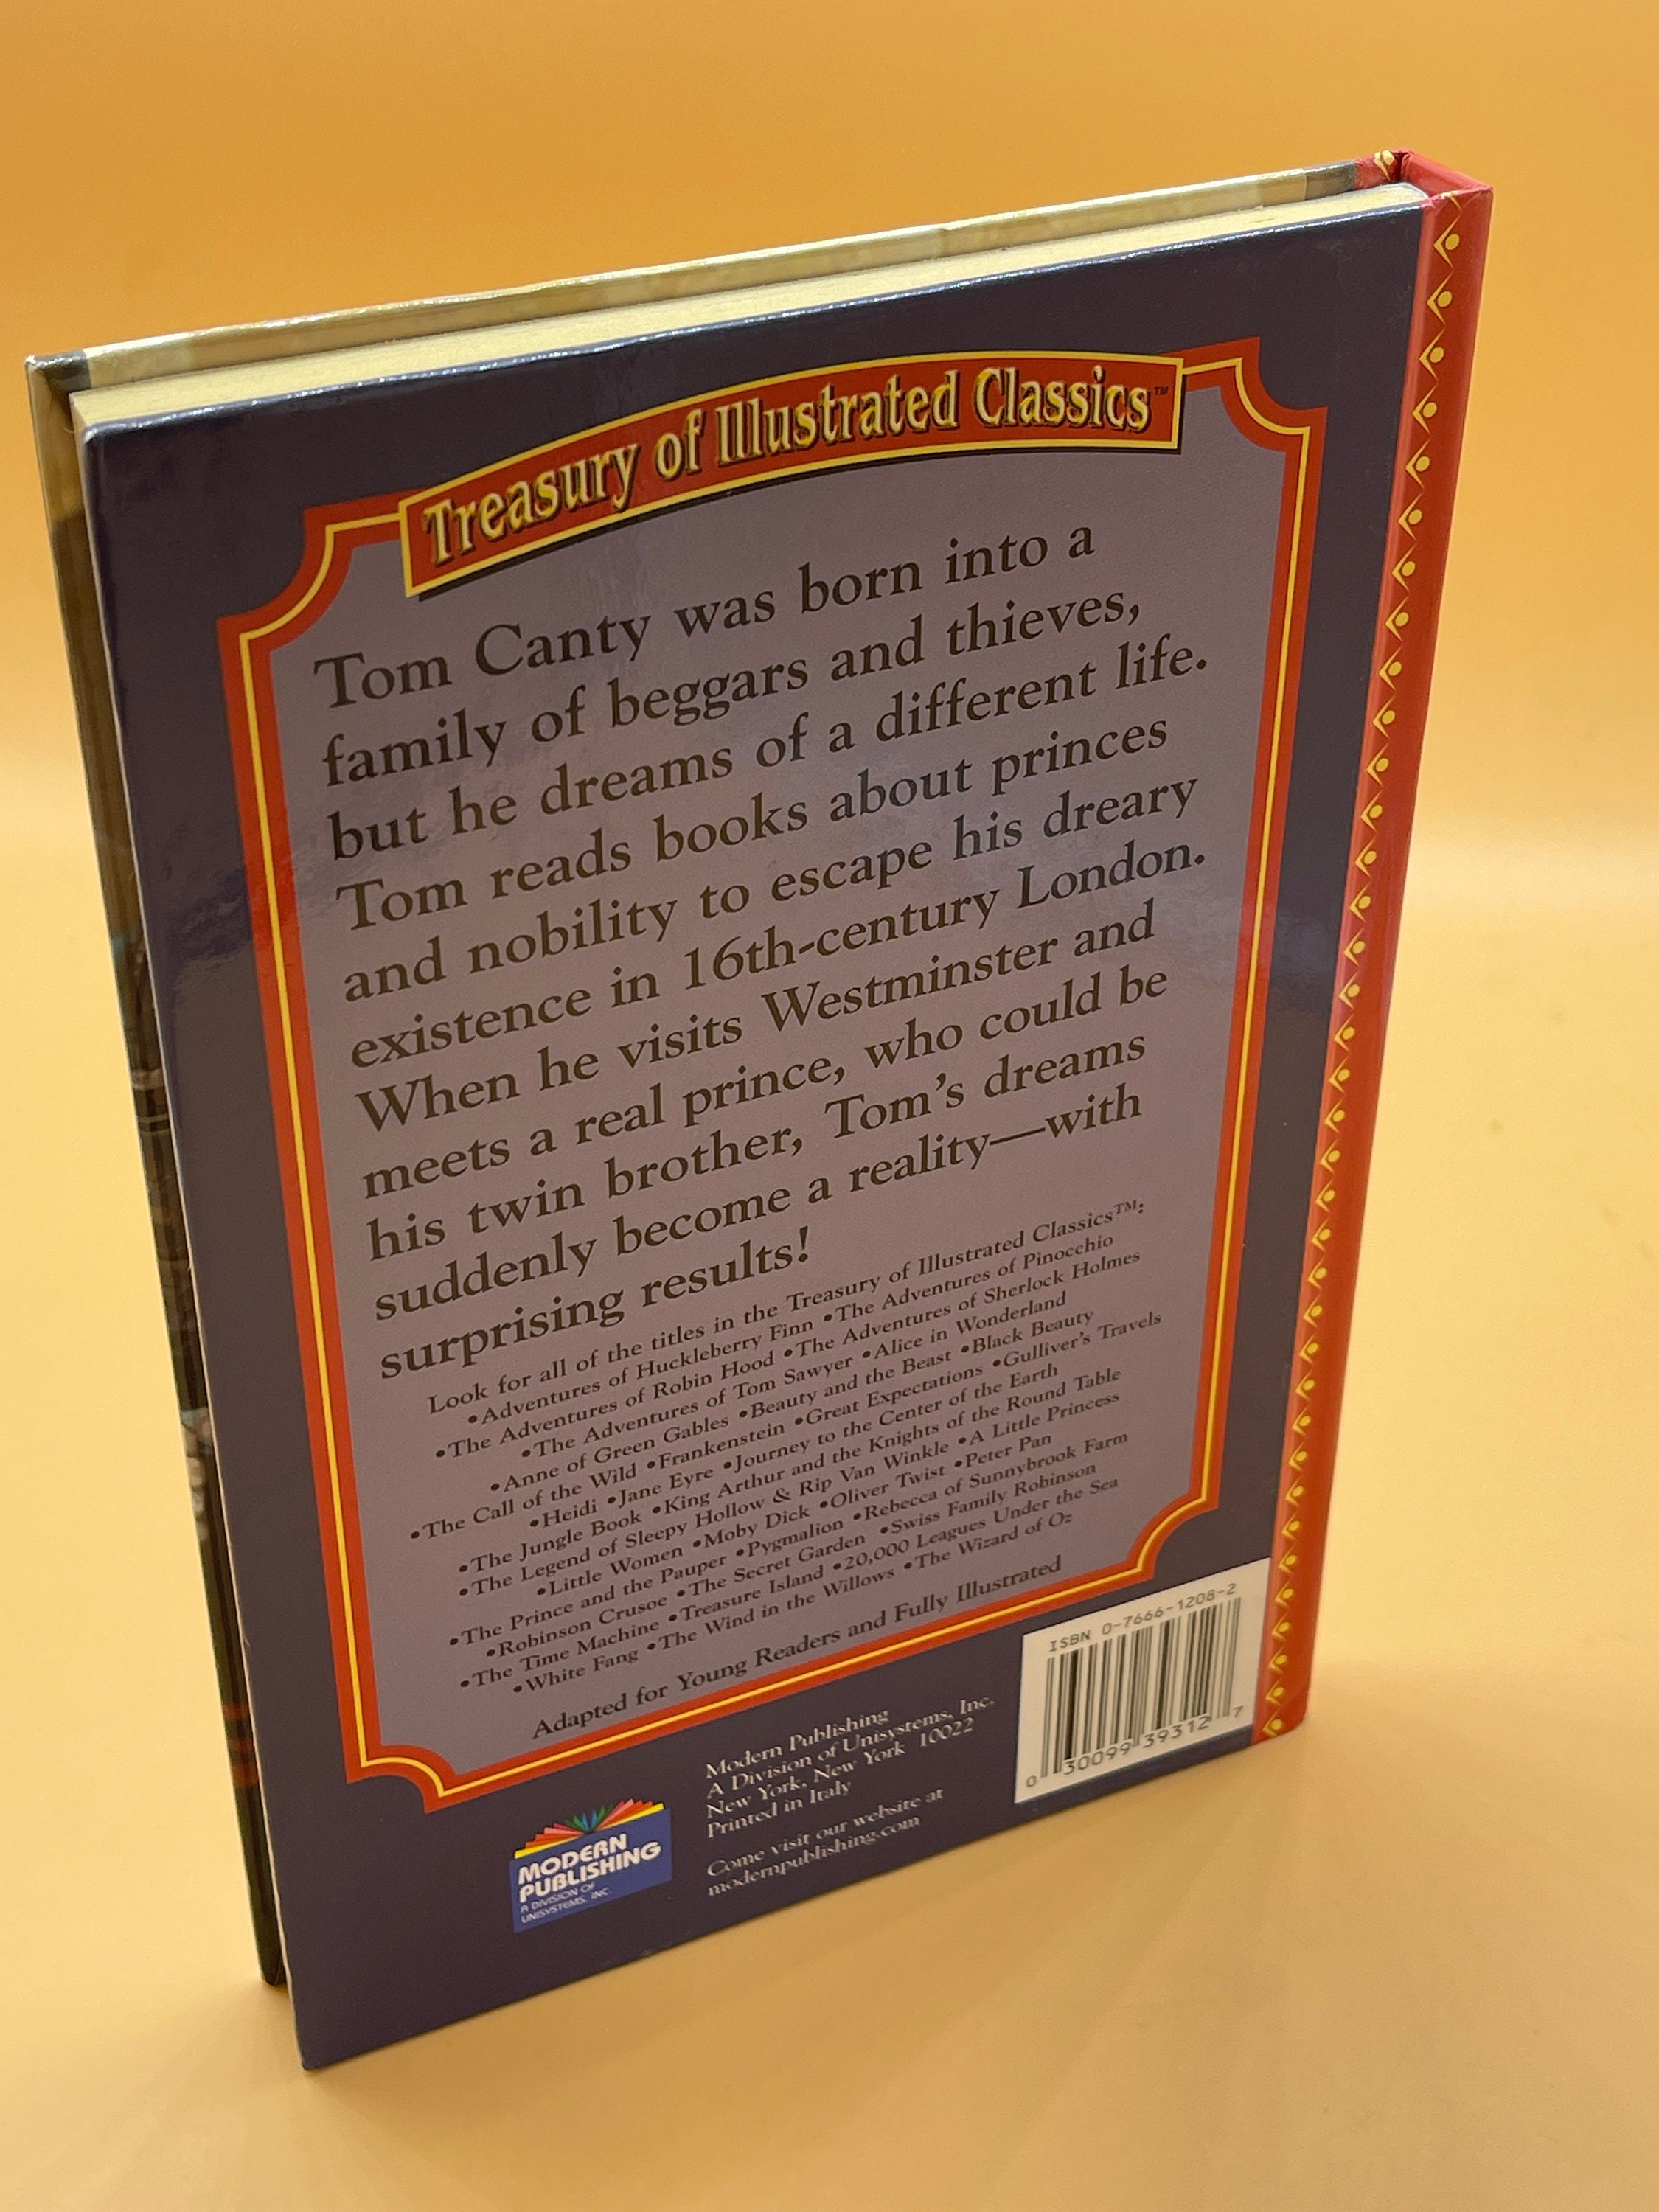 Treasury of Illustrated Classics™
Tom Canty was born into a
family of beggars and thieves,
but he dreams of a different life.
Tom reads books about princes
and nobility to escape his dreary
existence in 16th-century London.
When he visits Westminster and
meets a real prince, who could be
his twin brother, Tom's dreams
suddenly become a reality—with
surprising results!
Look for all of the titles in the Treasury of Illustrated Classics™:
•Adventures of Huckleberry Finn •The Adventures of Pinocchio
•The Adventures of Robin Hood •The Adventures of Sherlock Holmes
•The Adventures of Tom Sawyer •Alice in Wonderland
•Anne of Green Gables •Beauty and the Beast •Black Beauty
•The Call of the Wild •Frankenstein •Great Expectations •Gulliver's Travels
•Heidi •Jane Eyre •Journey to the Center of the Earth
•The Jungle Book •King Arthur and the Knights of the Round Table
•The Legend of Sleepy Hollow & Rip Van Winkle •A Little Princess
•Little Women •Moby Dick •Oliver Twist •Peter Pan
•The Prince and the Pauper •Pygmalion •Rebecca of Sunnybrook Farm
•Robinson Crusoe •The Secret Garden •Swiss Family Robinson
•The Time Machine •Treasure Island •20,000 Leagues Under the Sea
•White Fang •The Wind in the Willows •The Wizard of Oz
Adapted for Young Readers and Fully Illustrated
MODERN
PUBLISHING
A DIVISION OF
UNISYSTEMS, INC.
Modern Publishing
A Division of Unisystems, Inc.
New York, New York 10022
Printed in Italy
Come visit our website at
modernpublishing.com
ISBN 0-7666-1208-2
0 30099 39312 7